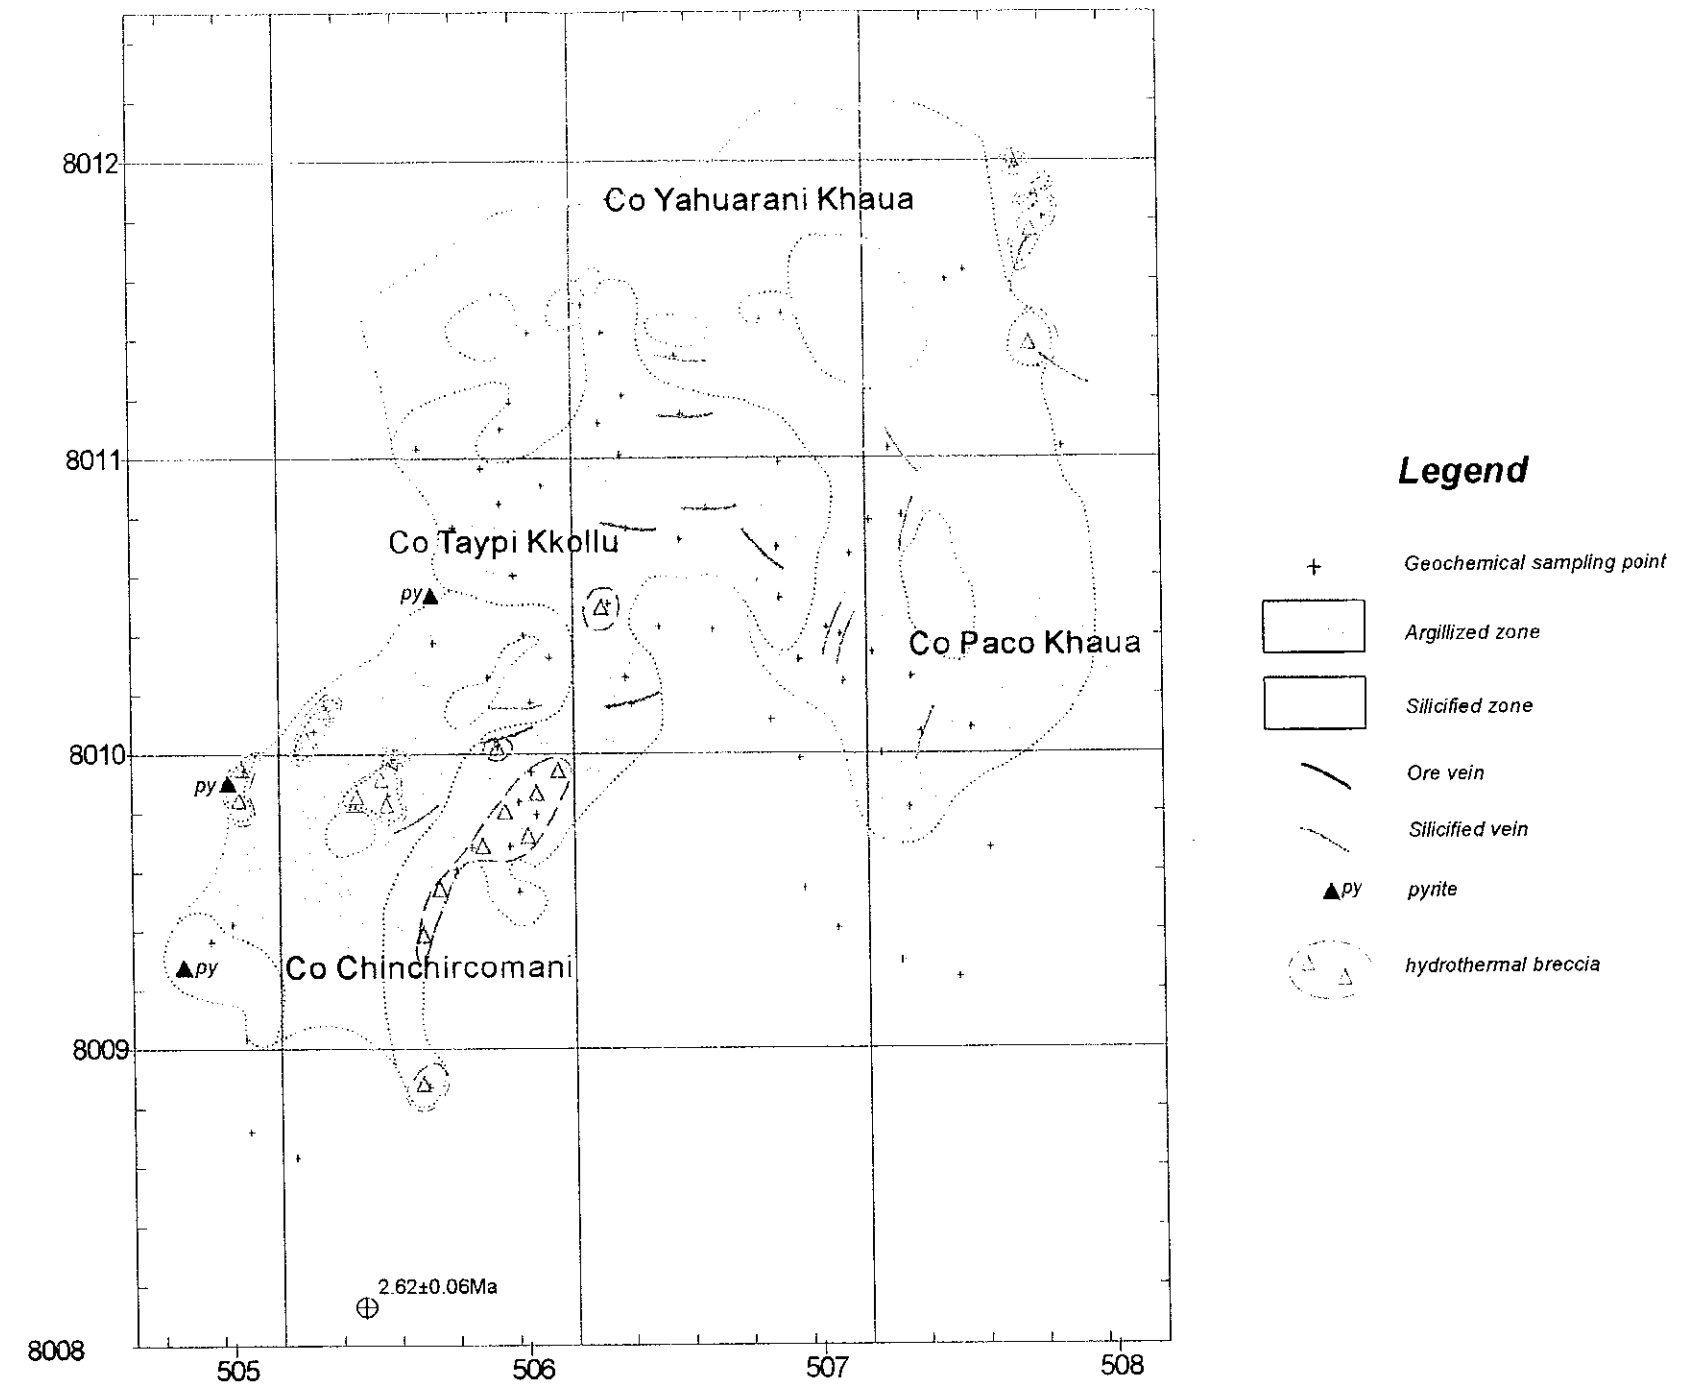 8012
Co Yahuarani Khaua
8011
Co Taypi Kkollu
py
Co Paco Khaua
8010
py
Co Chinchircomani
py
8009
2.62±0.06Ma
8008
505
506
507
508
Legend
Geochemical sampling point
Argillized zone
Silicified zone
Ore vein
Silicified vein
py
pyrite
hydrothermal breccia